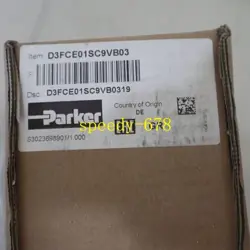 Item: D3FCE01SC9VB03
Dsc: D3FCE01SC9VB0319
Country of Origin
DE
Parker
speedy-678